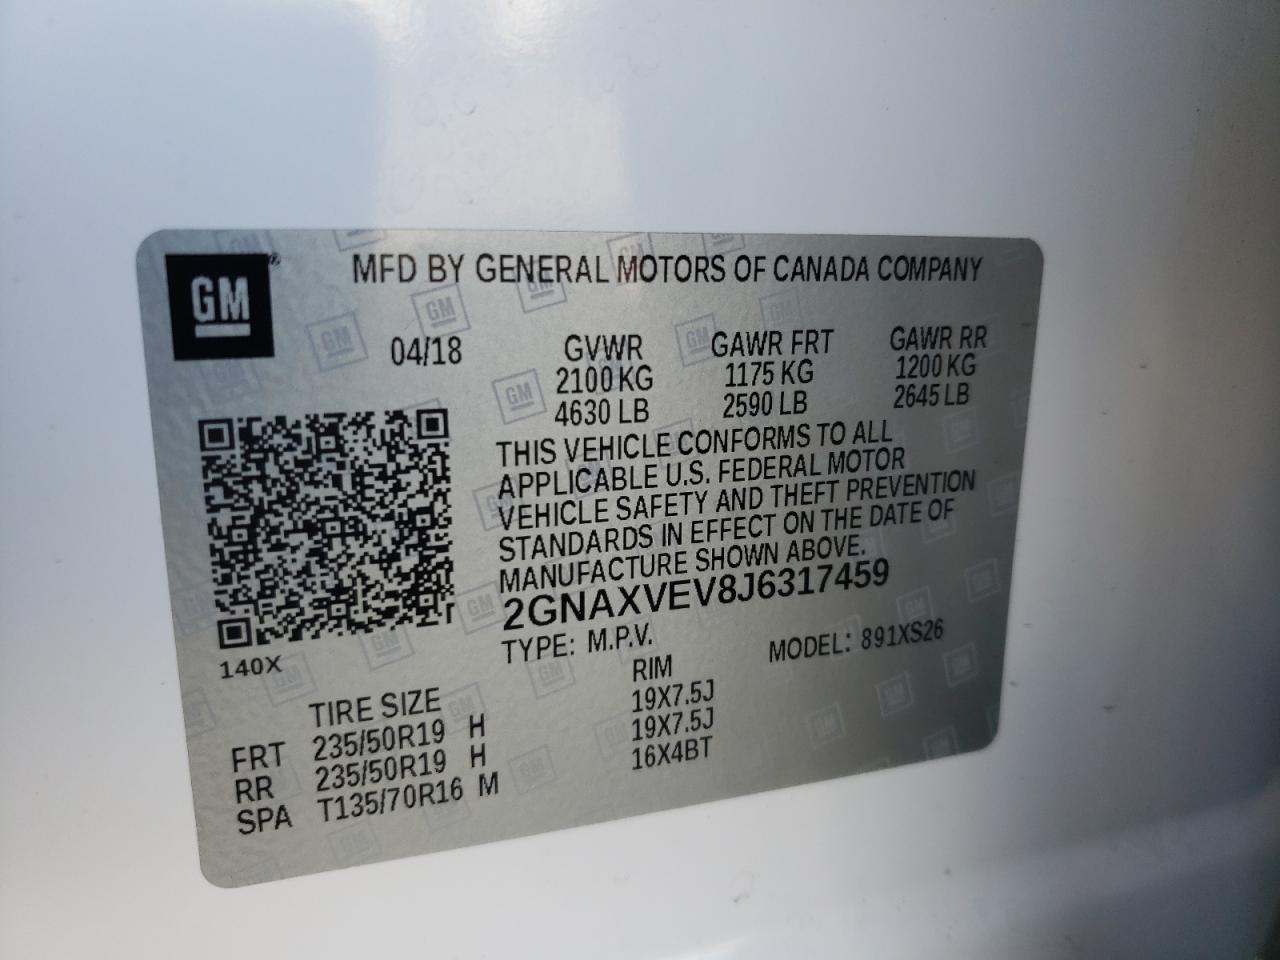 GM®
MFD BY GENERAL MOTORS OF CANADA COMPANY
04/18 GVWR GAWR FRT GAWR RR
2100 KG 1175 KG 1200 KG
4630 LB 2590 LB 2645 LB
THIS VEHICLE CONFORMS TO ALL
APPLICABLE U.S. FEDERAL MOTOR
VEHICLE SAFETY AND THEFT PREVENTION
STANDARDS IN EFFECT ON THE DATE OF
MANUFACTURE SHOWN ABOVE.
2GNAXVEV8J6317459
TYPE: M.P.V. MODEL: 891XS26
140X
TIRE SIZE RIM
FRT 235/50R19 H 19X7.5J
RR 235/50R19 H 19X7.5J
SPA T135/70R16 M 16X4BT